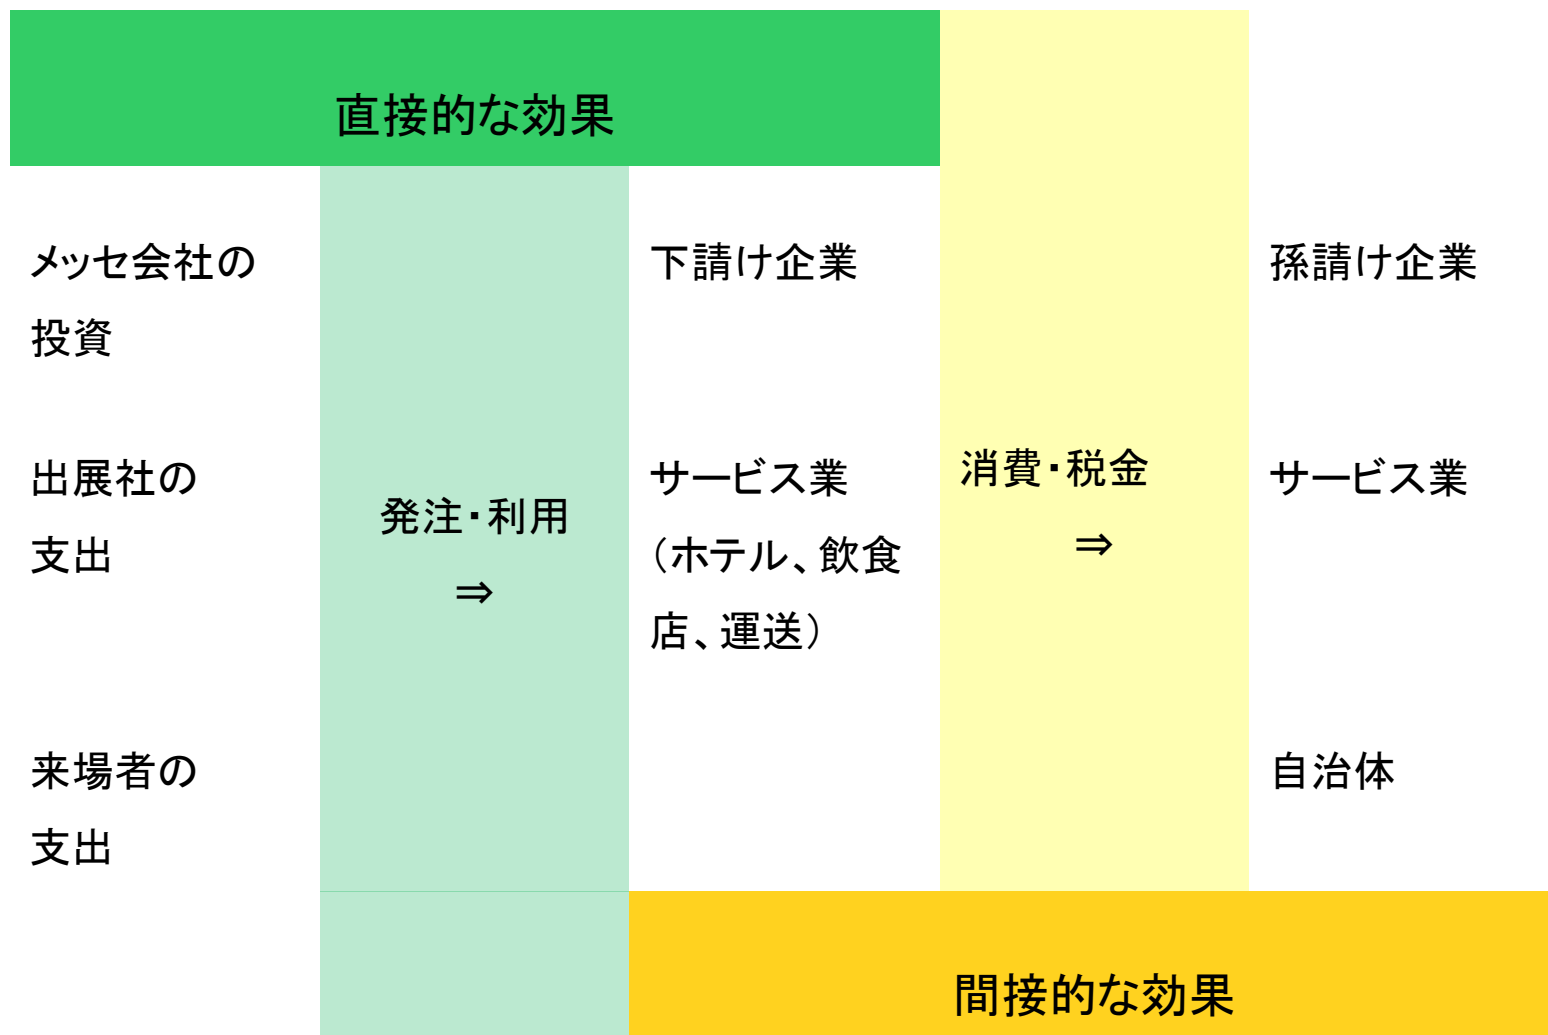 直接的な効果
メッセ会社の
投資
出展社の
支出
来場者の
支出
発注・利用
⇒
下請け企業
サービス業
（ホテル、飲食
店、運送）
消費・税金
⇒
孫請け企業
サービス業
自治体
間接的な効果